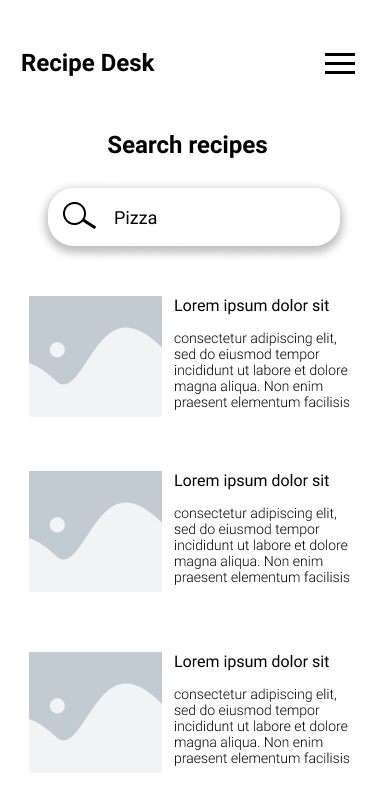 Recipe Desk
Search recipes
Pizza
Lorem ipsum dolor sit
consectetur adipiscing elit,
sed do eiusmod tempor
incididunt ut labore et dolore
magna aliqua. Non enim
praesent elementum facilisis
Lorem ipsum dolor sit
consectetur adipiscing elit,
sed do eiusmod tempor
incididunt ut labore et dolore
magna aliqua. Non enim
praesent elementum facilisis
Lorem ipsum dolor sit
consectetur adipiscing elit,
sed do eiusmod tempor
incididunt ut labore et dolore
magna aliqua. Non enim
praesent elementum facilisis